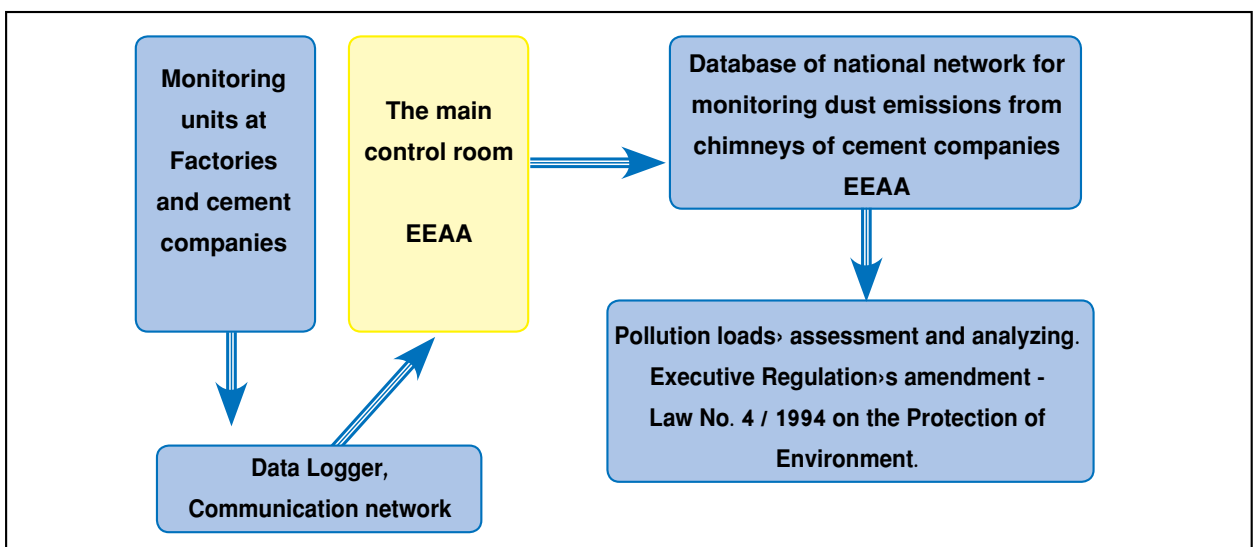 Monitoring
units at
Factories
and cement
companies
Data Logger,
Communication network
The main
control room
EEAA
Database of national network for
monitoring dust emissions from
chimneys of cement companies
EEAA
Pollution loads› assessment and analyzing.
Executive Regulation›s amendment -
Law No. 4 / 1994 on the Protection of
Environment.